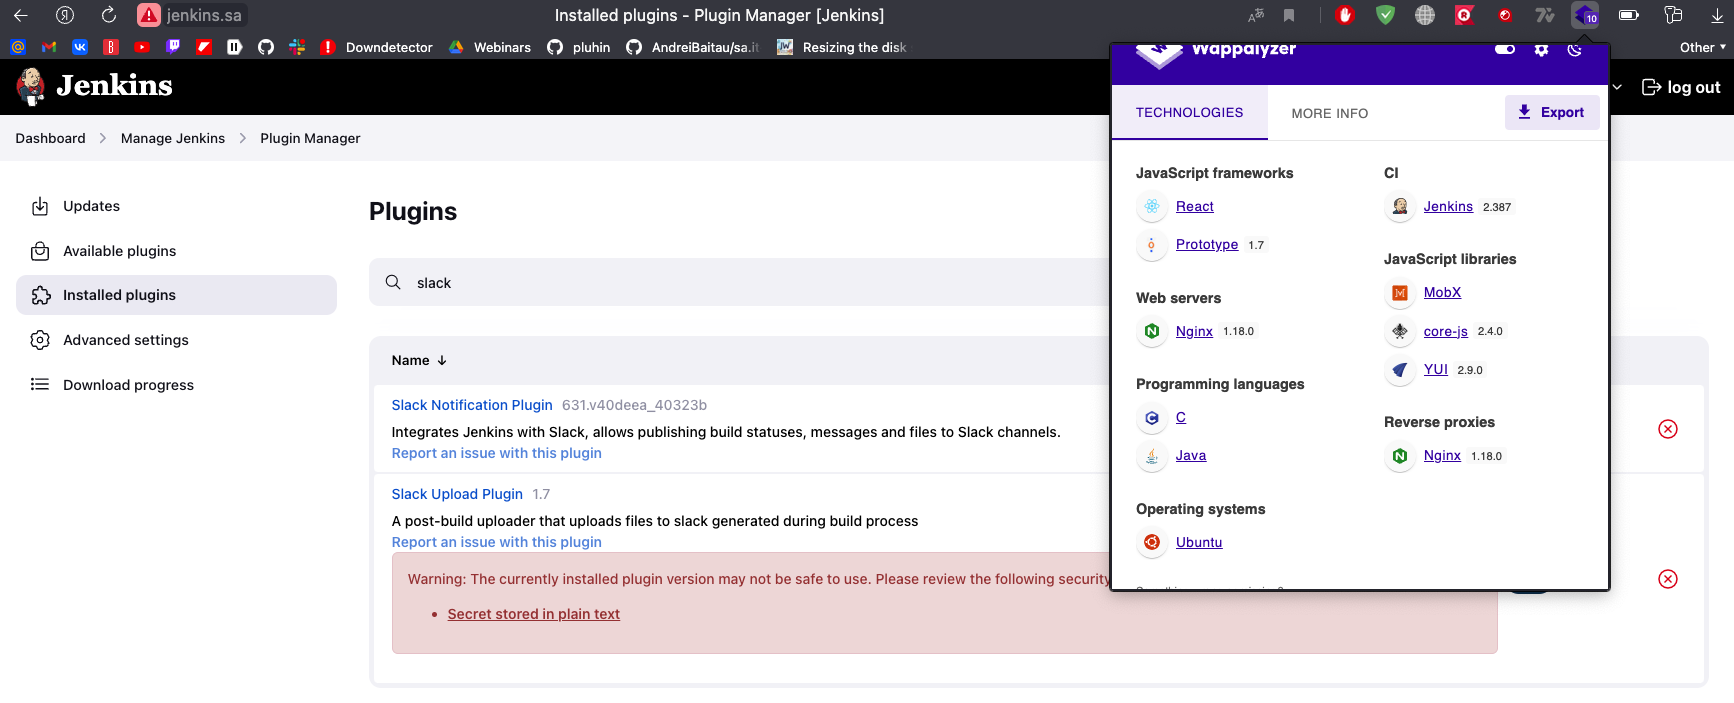 jenkins.sa
Installed plugins - Plugin Manager [Jenkins]
10
Downdetector
Webinars
pluhin
AndreiBaitau/sa.it
Resizing the disk
Other
Jenkins
log out
Dashboard
Manage Jenkins
Plugin Manager
Updates
Available plugins
Installed plugins
Advanced settings
Download progress
Plugins
slack
Name ↓
Slack Notification Plugin 631.v40deea_40323b
Integrates Jenkins with Slack, allows publishing build statuses, messages and files to Slack channels.
Report an issue with this plugin
Slack Upload Plugin 1.7
A post-build uploader that uploads files to slack generated during build process
Report an issue with this plugin
Warning: The currently installed plugin version may not be safe to use. Please review the following security
• Secret stored in plain text
Wappalyzer
TECHNOLOGIES
MORE INFO
Export
JavaScript frameworks
React
Prototype 1.7
Web servers
Nginx 1.18.0
Programming languages
C
Java
Operating systems
Ubuntu
CI
Jenkins 2.387
JavaScript libraries
MobX
core-js 2.4.0
YUI 2.9.0
Reverse proxies
Nginx 1.18.0